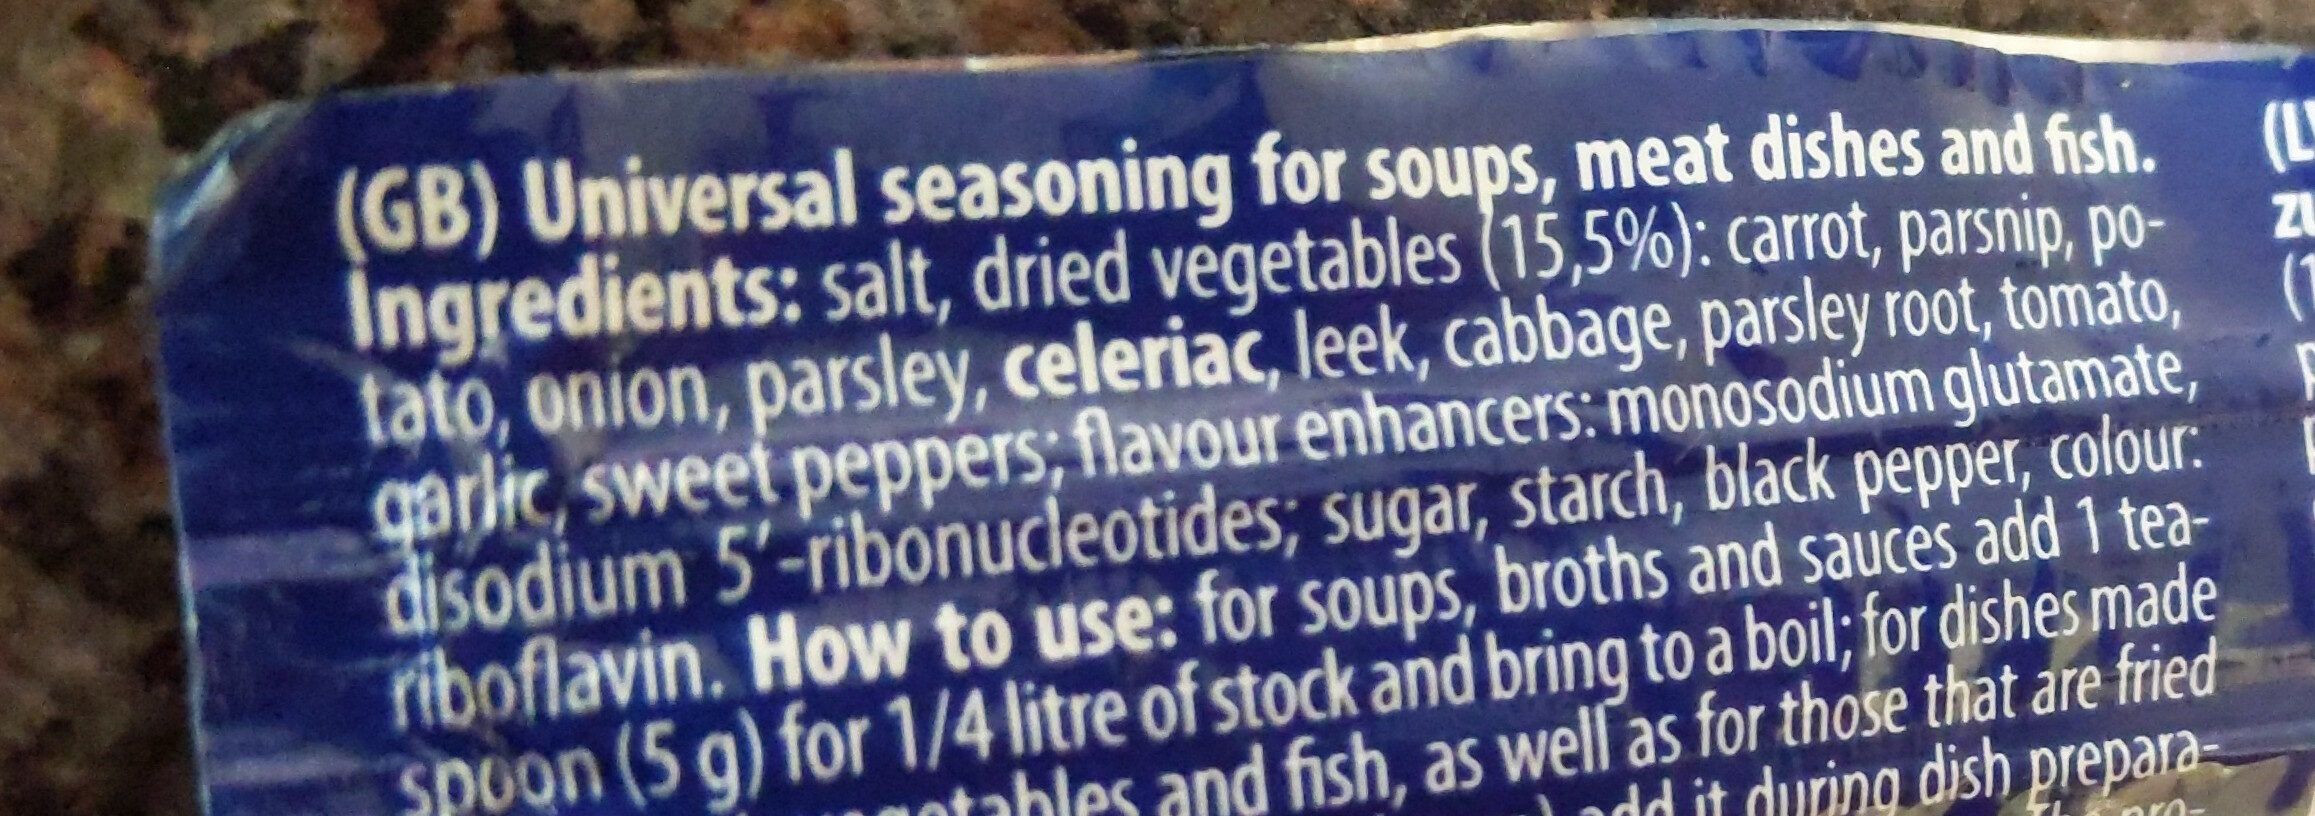 (GB) Universal seasoning for soups, meat dishes and fish.
Ingredients: salt, dried vegetables (15,5%): carrot, parsnip, po-
tato, onion, parsley, celeriac, leek, cabbage, parsley root, tomato,
garlic, sweet peppers; flavour enhancers: monosodium glutamate,
disodium 5'-ribonucleotides; sugar, starch, black pepper, colour:
riboflavin. How to use: for soups, broths and sauces add 1 tea-
spoon (5 g) for 1/4 litre of stock and bring to a boil; for dishes made
and fish, as well as for those that are fried
add it during dish prepara-